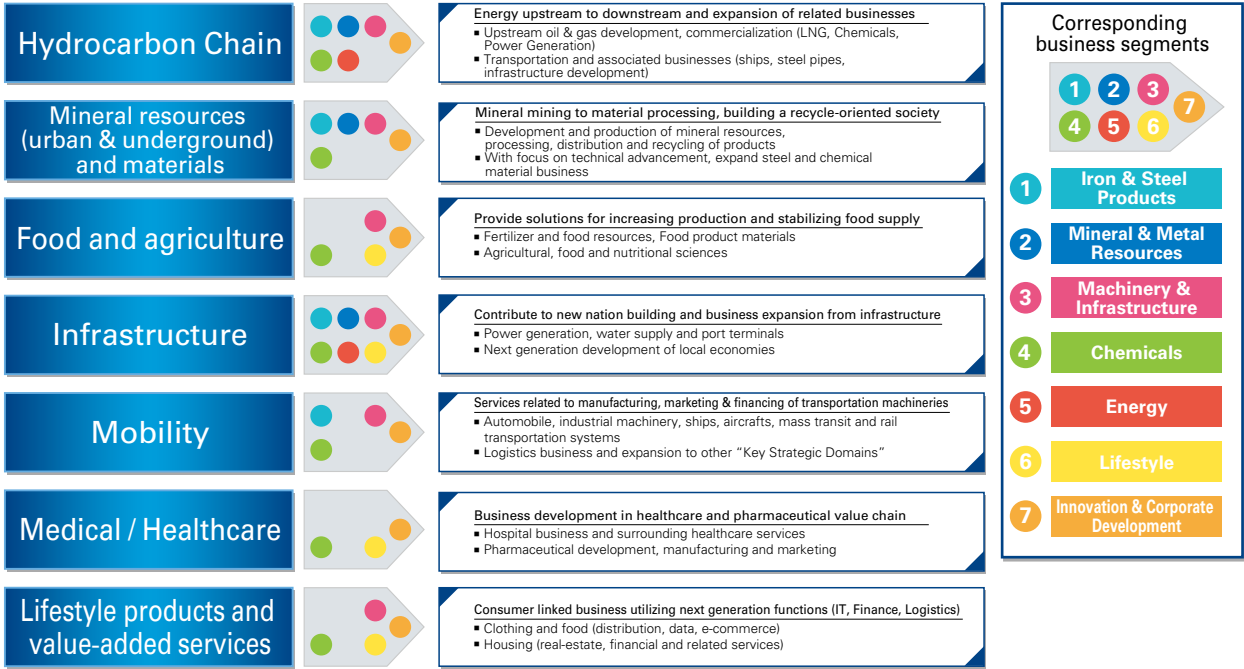 Hydrocarbon Chain
Energy upstream to downstream and expansion of related businesses
▪ Upstream oil & gas development, commercialization (LNG, Chemicals,
Power Generation)
▪ Transportation and associated businesses (ships, steel pipes,
infrastructure development)
Mineral resources
(urban & underground)
and materials
Mineral mining to material processing, building a recycle-oriented society
▪ Development and production of mineral resources,
processing, distribution and recycling of products
▪ With focus on technical advancement, expand steel and chemical
material business
Food and agriculture
Provide solutions for increasing production and stabilizing food supply
▪ Fertilizer and food resources, Food product materials
▪ Agricultural, food and nutritional sciences
Infrastructure
Contribute to new nation building and business expansion from infrastructure
▪ Power generation, water supply and port terminals
▪ Next generation development of local economies
Mobility
Services related to manufacturing, marketing & financing of transportation machineries
▪ Automobile, industrial machinery, ships, aircrafts, mass transit and rail
transportation systems
▪ Logistics business and expansion to other “Key Strategic Domains”
Medical / Healthcare
Business development in healthcare and pharmaceutical value chain
▪ Hospital business and surrounding healthcare services
▪ Pharmaceutical development, manufacturing and marketing
Lifestyle products and
value-added services
Consumer linked business utilizing next generation functions (IT, Finance, Logistics)
▪ Clothing and food (distribution, data, e-commerce)
▪ Housing (real-estate, financial and related services)
Corresponding
business segments
1 2 3
7
4 5 6
1 Iron & Steel
Products
2 Mineral & Metal
Resources
3 Machinery &
Infrastructure
4 Chemicals
5 Energy
6 Lifestyle
7 Innovation & Corporate
Development